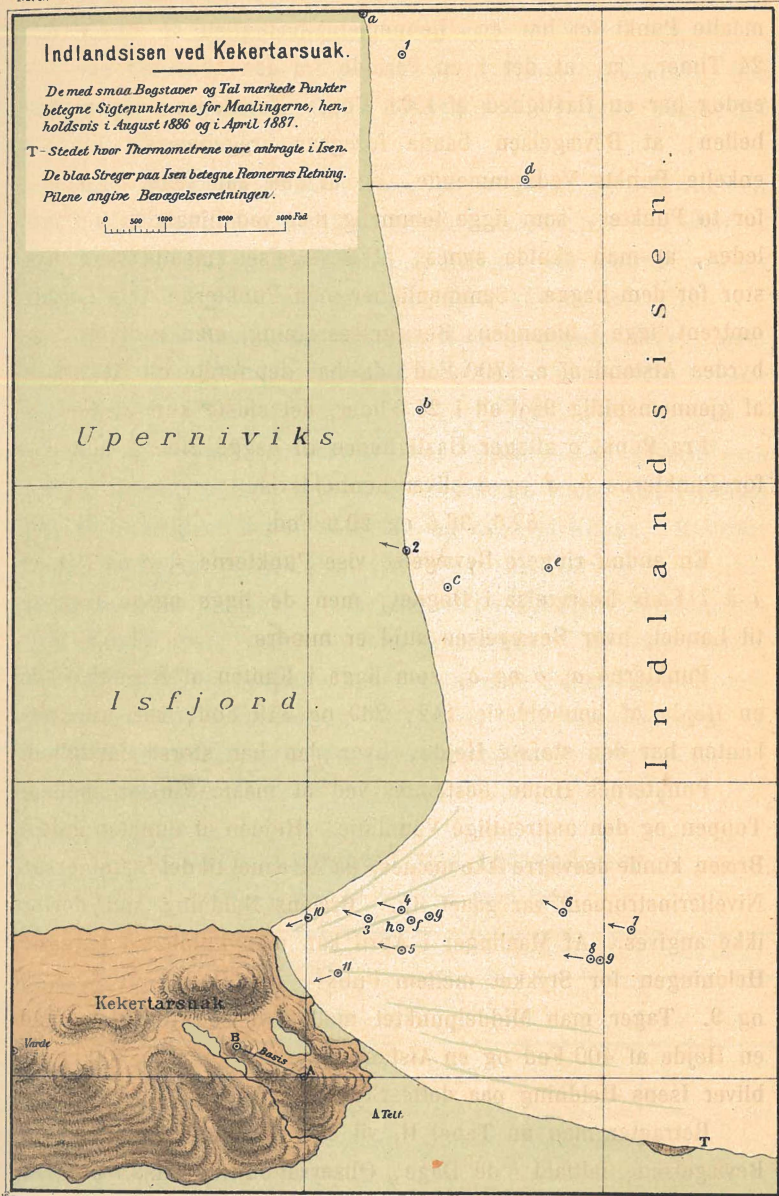 Indlandsisen ved Kekertarsuak.
De med smaa Bogstaver og Tal mærkede Punkter
betegne Sigtepunkterne for Maalingerne, hen„
holdsvis i August 1886 og i April 1887.
T - Stedet hvor Thermometrene vare anbragte i Isen.
De blaa Streger paa Isen betegne Revnernes Retning.
Pilene angive Bevægelsesretningen.
0 500 1000 2000 3000 Fod
a
1
d
b
Uperniviks
2
c
e
Isfjord.
Indlandsisen
10
3
4
h
f
g
5
6
7
8
9
11
Kekertarsuak
Varde
B
Basis
A
Telt.
T